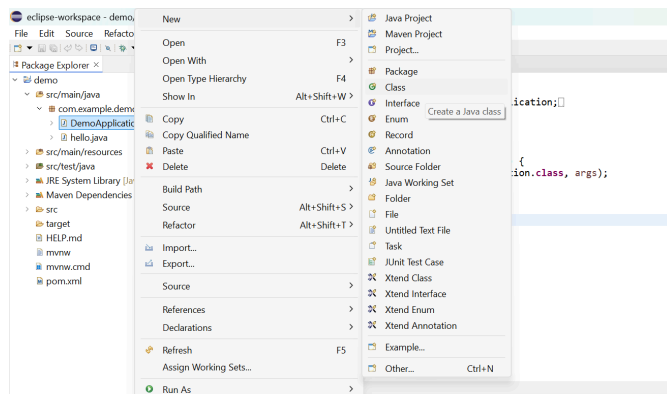 eclipse-workspace - demo/
File Edit Source Refacto
Package Explorer ×
demo
src/main/java
com.example.demo
DemoApplicatio
hello.java
src/main/resources
src/test/java
JRE System Library [Jav
Maven Dependencies
src
target
HELP.md
mvnw
mvnw.cmd
pom.xml
New
Open F3
Open With
Open Type Hierarchy F4
Show In Alt+Shift+W
Copy Ctrl+C
Copy Qualified Name
Paste Ctrl+V
Delete Delete
Build Path
Source Alt+Shift+S
Refactor Alt+Shift+T
Import...
Export...
Source
References
Declarations
Refresh F5
Assign Working Sets...
Run As
Java Project
Maven Project
Project...
Package
Class
Interface
Enum
Record
Annotation
Source Folder
Java Working Set
Folder
File
Untitled Text File
Task
JUnit Test Case
Xtend Class
Xtend Interface
Xtend Enum
Xtend Annotation
Example...
Other... Ctrl+N
Create a Java class
ication;
{
ion.class, args);